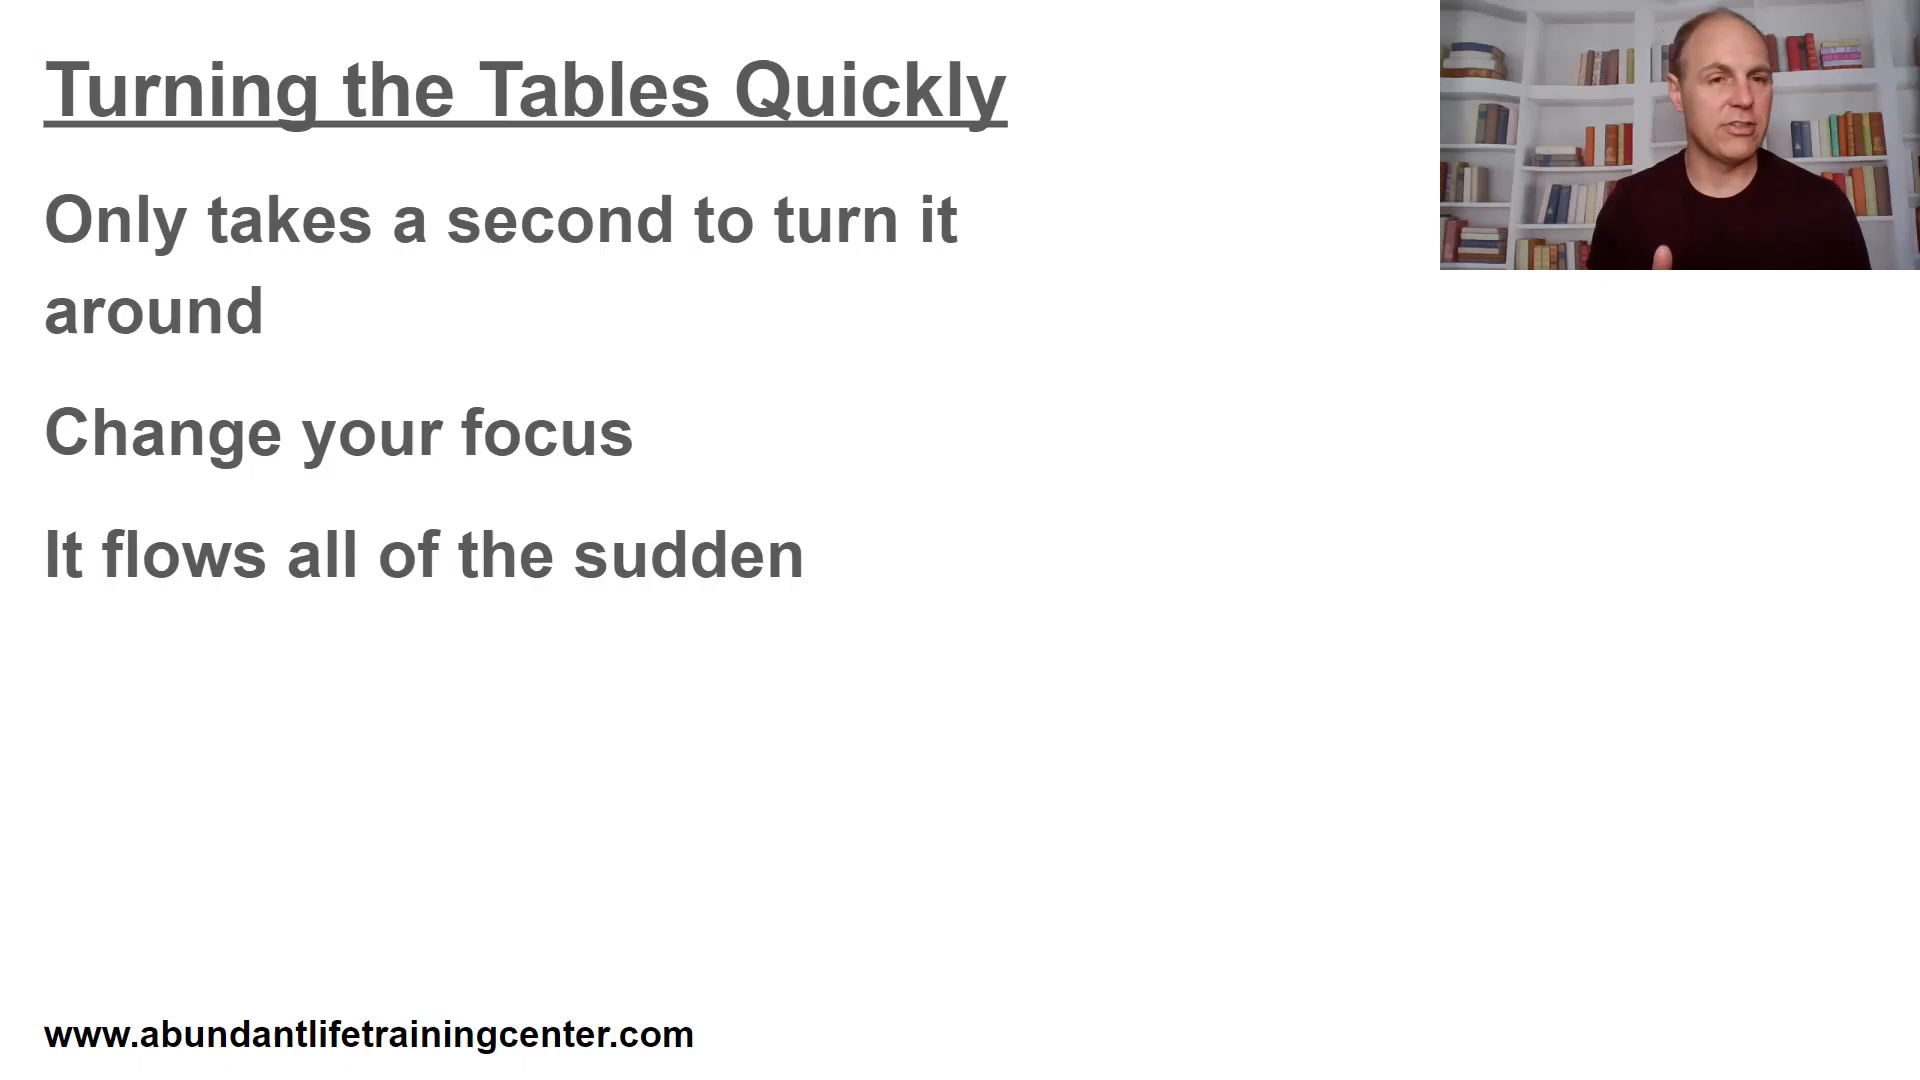 Turning the Tables Quickly
Only takes a second to turn it
around
Change your focus
It flows all of the sudden
www.abundantlifetrainingcenter.com